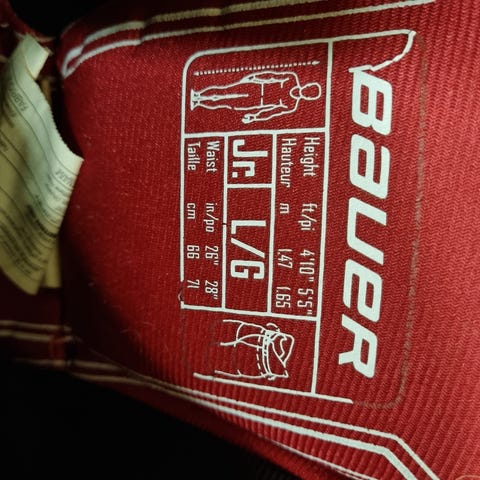 BAUER
Height ft/pi 4'10" 5'5"
Hauteur m 1.47 1.65
Jr. L/G
Waist in/po 26" 28"
Taille cm 66 71